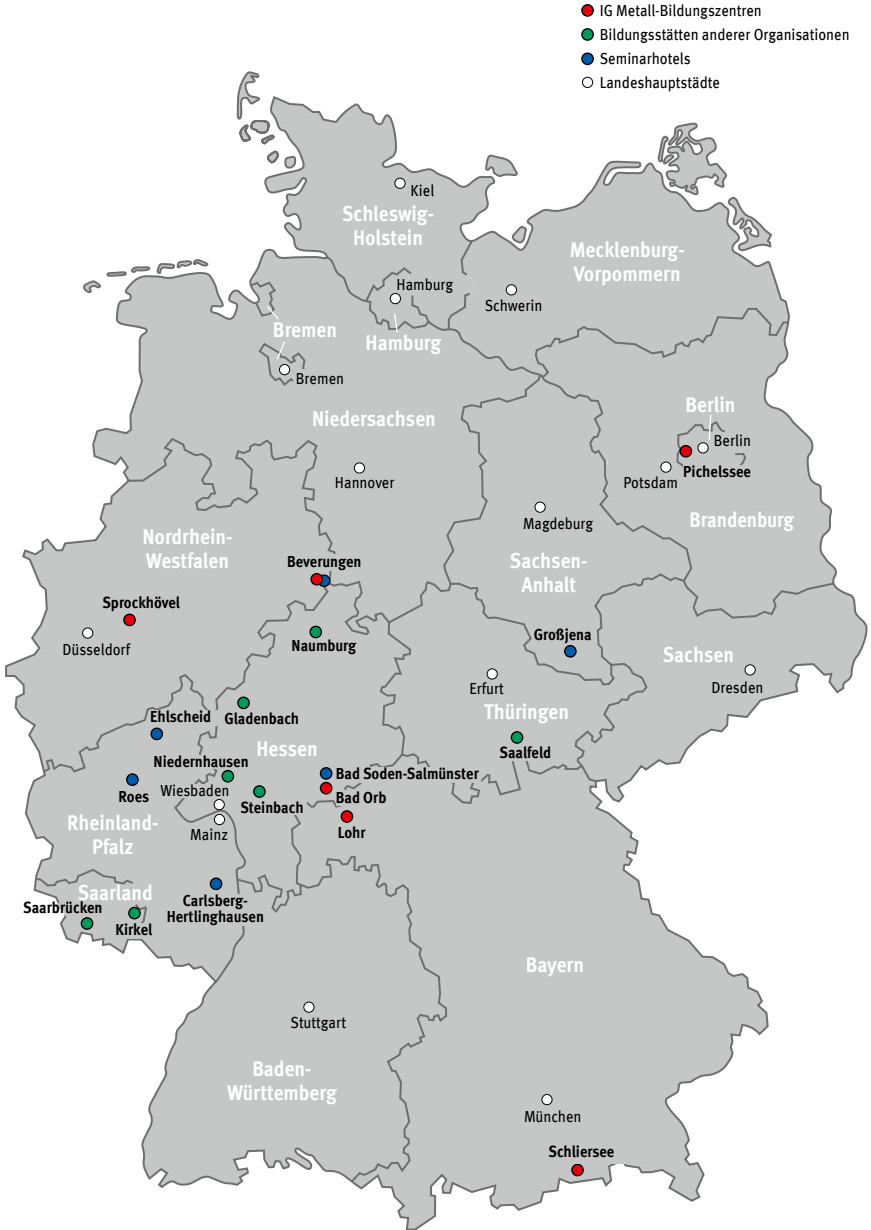 IG Metall-Bildungszentren
Bildungsstätten anderer Organisationen
Seminarhotels
Landeshauptstädte
Kiel
Schleswig-
Holstein
Mecklenburg-
Vorpommern
Hamburg
Schwerin
Bremen
Hamburg
Bremen
Niedersachsen
Berlin
Berlin
Hannover
Potsdam
Pichelssee
Magdeburg
Brandenburg
Nordrhein-
Westfalen
Beverungen
Sachsen-
Anhalt
Sprockhövel
Düsseldorf
Naumburg
Großjena
Sachsen
Erfurt
Dresden
Thüringen
Ehlscheid
Gladenbach
Hessen
Saalfeld
Niedernhausen
Bad Soden-Salmünster
Wiesbaden
Roes
Steinbach
Bad Orb
Rheinland-
Pfalz
Mainz
Lohr
Saarland
Saarbrücken
Kirkel
Carlsberg-
Hertlinghausen
Bayern
Stuttgart
Baden-
Württemberg
München
Schliersee